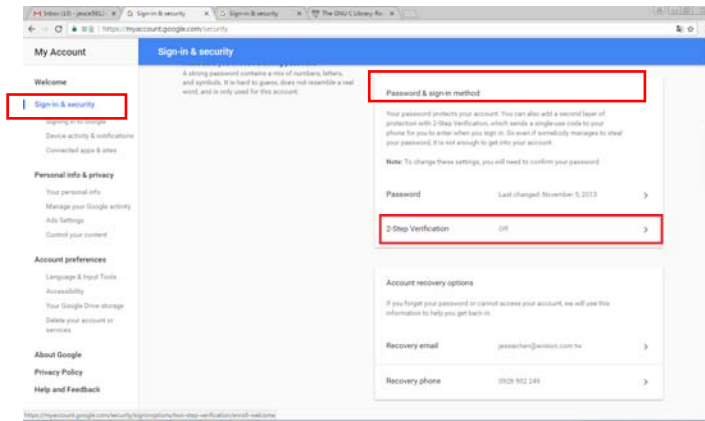 Sign-in & security
Sign-in & security
The GNU C Library: Re
https://myaccount.google.com/security
My Account
Sign-in & security
A strong password contains a mix of numbers, letters,
and symbols. It is hard to guess, does not resemble a real
word, and is only used for this account.
Welcome
Sign-in & security
Signing in to Google
Device activity & notifications
Connected apps & sites
Personal info & privacy
Your personal info
Manage your Google activity
Ads Settings
Control your content
Account preferences
Language & Input Tools
Accessibility
Your Google Drive storage
Delete your account or
services
About Google
Privacy Policy
Help and Feedback
Password & sign-in method
Your password protects your account. You can also add a second layer of
protection with 2-Step Verification, which sends a single-use code to your
phone for you to enter when you sign in. So even if somebody manages to steal
your password, it is not enough to get into your account.
Note: To change these settings, you will need to confirm your password.
Password Last changed: November 5, 2013
2-Step Verification Off
Account recovery options
If you forget your password or cannot access your account, we will use this
information to help you get back in.
Recovery email
Recovery phone 0928 902 249
https://myaccount.google.com/security/signinoptions/two-step-verification/enroll-welcome